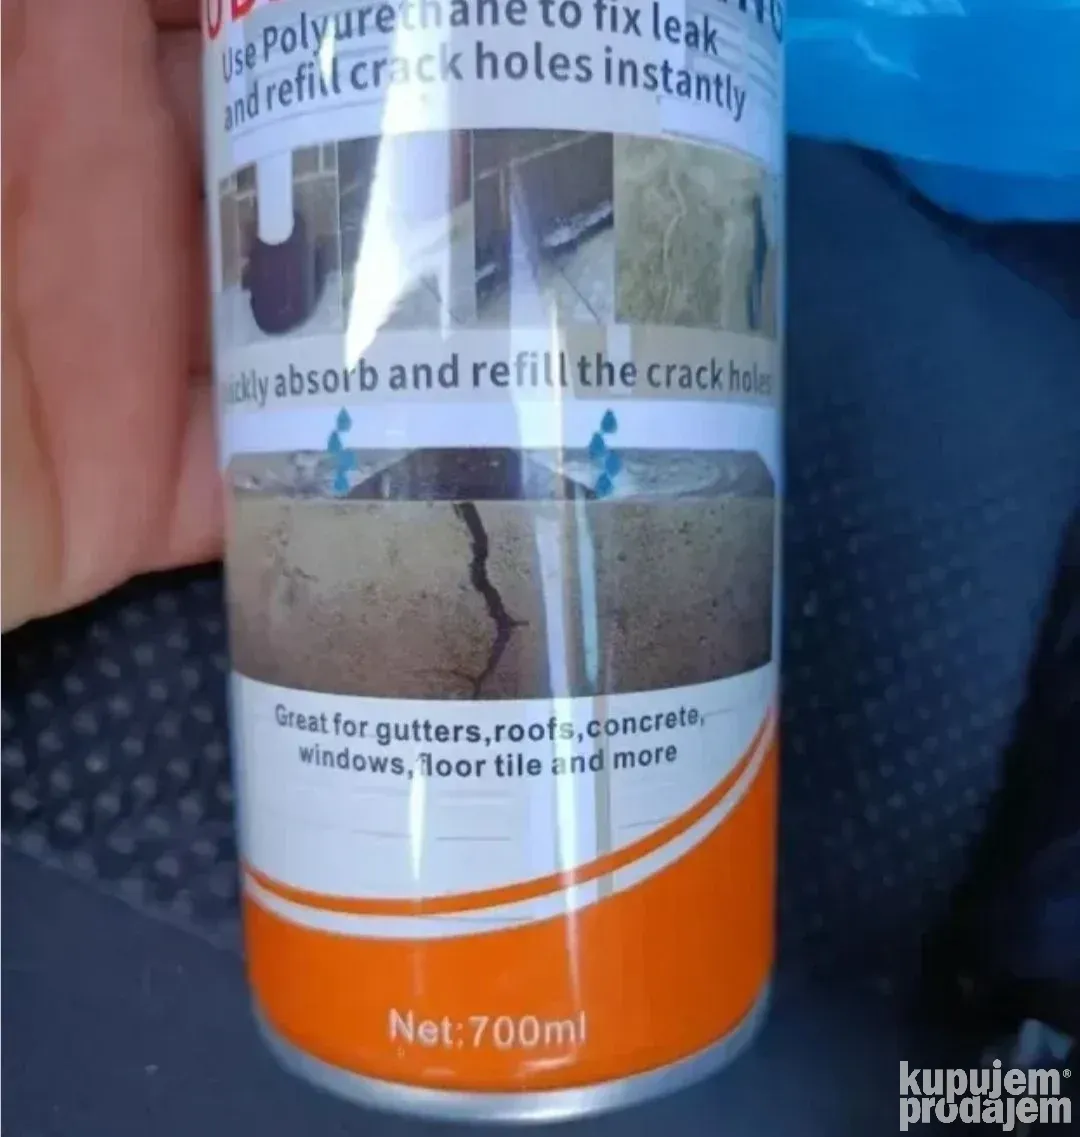 Use Polyurethane to fix leak
and refill crack holes instantly
absorb and refill the crack holes
Great for gutters,roofs,concrete,
windows,floor tile and more
Net:700ml
kupujem®
prodajem